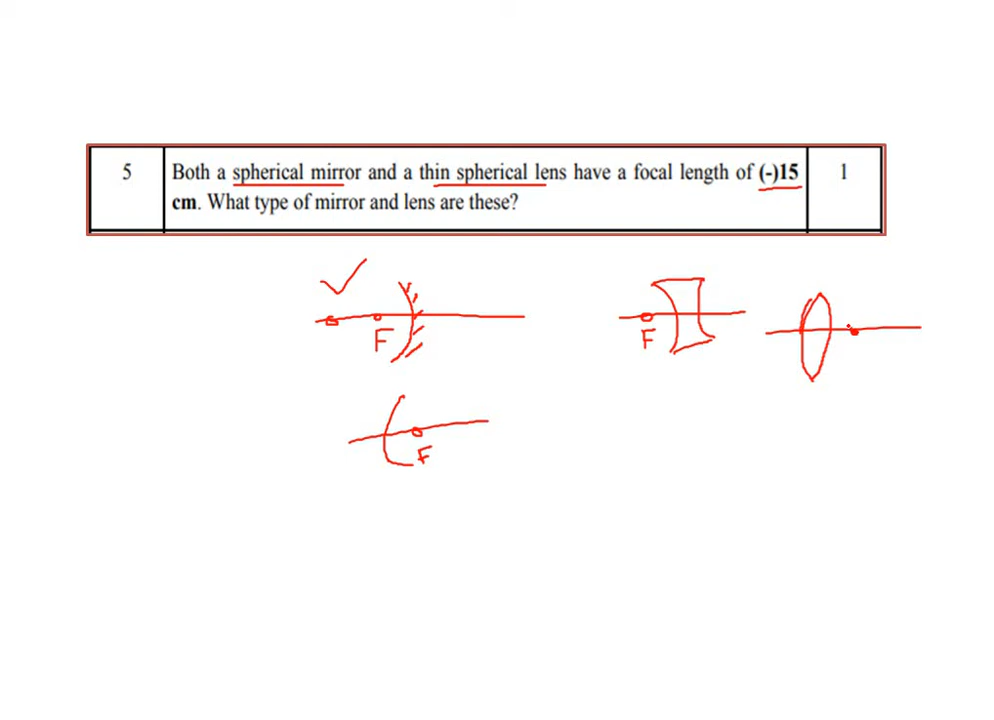 5 Both a spherical mirror and a thin spherical lens have a focal length of (-)15 1
cm. What type of mirror and lens are these?
F
F
F